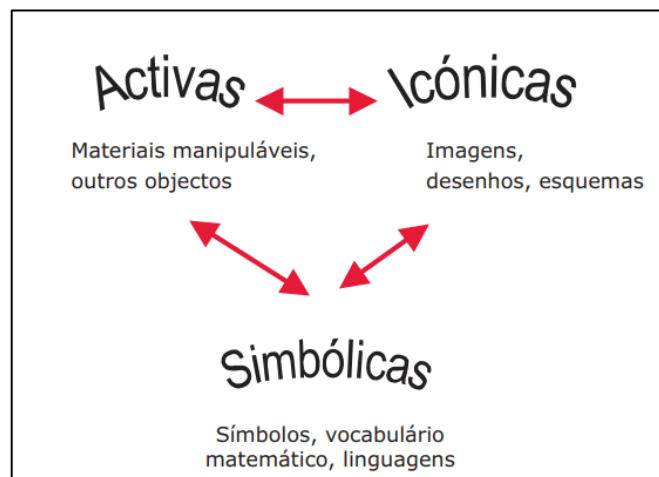 Activas
Icónicas
Materiais manipuláveis,
outros objectos
Imagens,
desenhos, esquemas
Simbólicas
Símbolos, vocabulário
matemático, linguagens